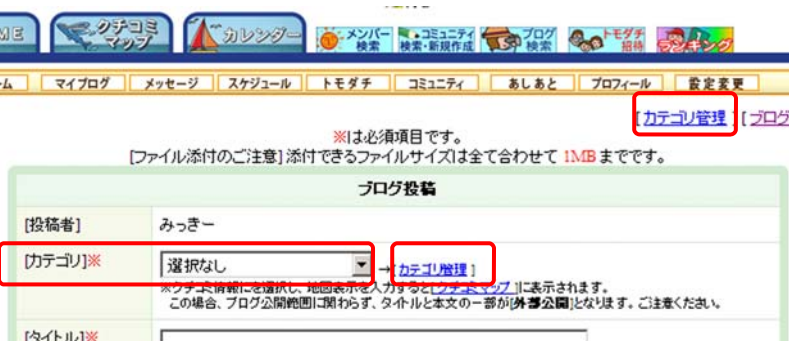 クチコミ
マップ
カレンダー
メンバー
検索
コミュニティ
検索・新規作成
ブログ
検索
トモダチ
招待
ランキング
マイブログ
メッセージ
スケジュール
トモダチ
コミュニティ
あしあと
プロフィール
設定変更
[カテゴリ管理] [ブログ
※は必須項目です。
[ファイル添付のご注意] 添付できるファイルサイズは全て合わせて 1MB までです。
ブログ投稿
[投稿者] みっきー
[カテゴリ]※ 選択なし →[カテゴリ管理]
※クチコミ情報にを選択し、地図表示を入力すると[クチコミマップ]に表示されます。
この場合、ブログ公開範囲に関わらず、タイトルと本文の一部が[外部公開]となります。ご注意ください。
[タイトル]※